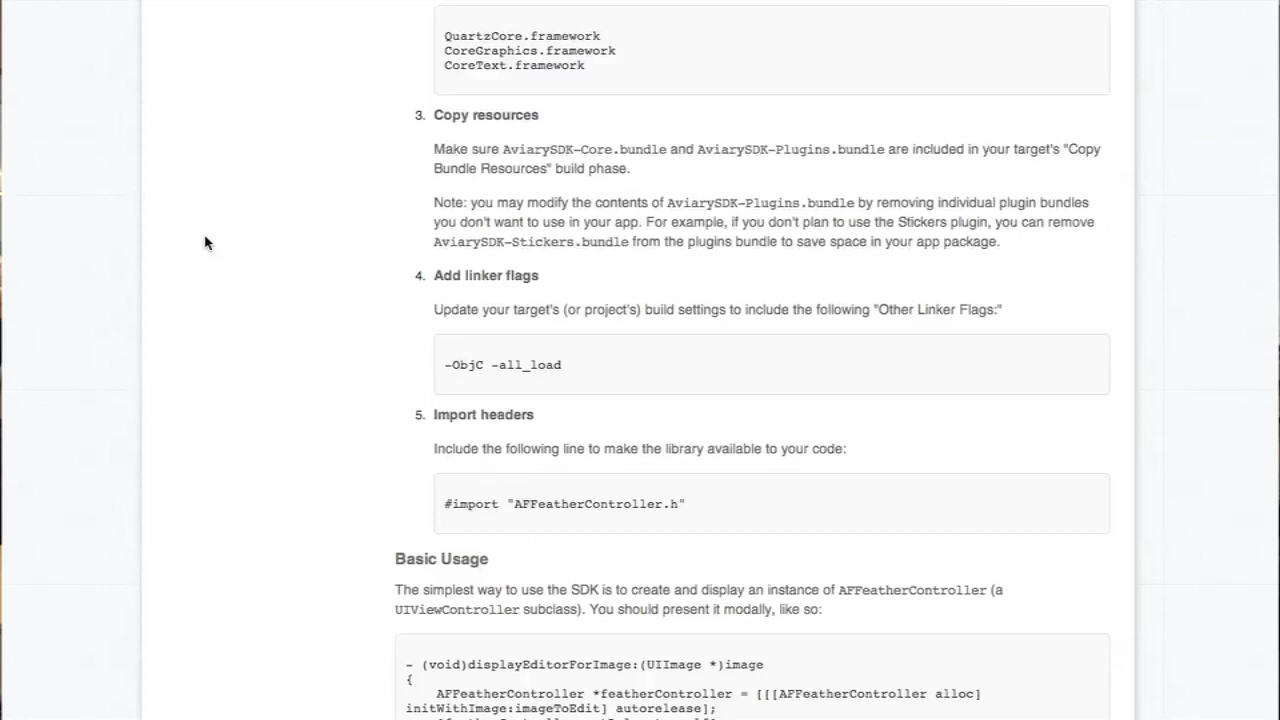 QuartzCore.framework
CoreGraphics.framework
CoreText.framework
3. Copy resources
Make sure AviarySDK-Core.bundle and AviarySDK-Plugins.bundle are included in your target's "Copy
Bundle Resources" build phase.
Note: you may modify the contents of AviarySDK-Plugins.bundle by removing individual plugin bundles
you don't want to use in your app. For example, if you don't plan to use the Stickers plugin, you can remove
AviarySDK-Stickers.bundle from the plugins bundle to save space in your app package.
4. Add linker flags
Update your target's (or project's) build settings to include the following "Other Linker Flags:"
-ObjC -all_load
5. Import headers
Include the following line to make the library available to your code:
#import "AFFeatherController.h"
Basic Usage
The simplest way to use the SDK is to create and display an instance of AFFeatherController (a
UIViewController subclass). You should present it modally, like so:
- (void)displayEditorForImage:(UIImage *)image
{
AFFeatherController *featherController = [[[AFFeatherController alloc]
initWithImage:imageToEdit] autorelease];